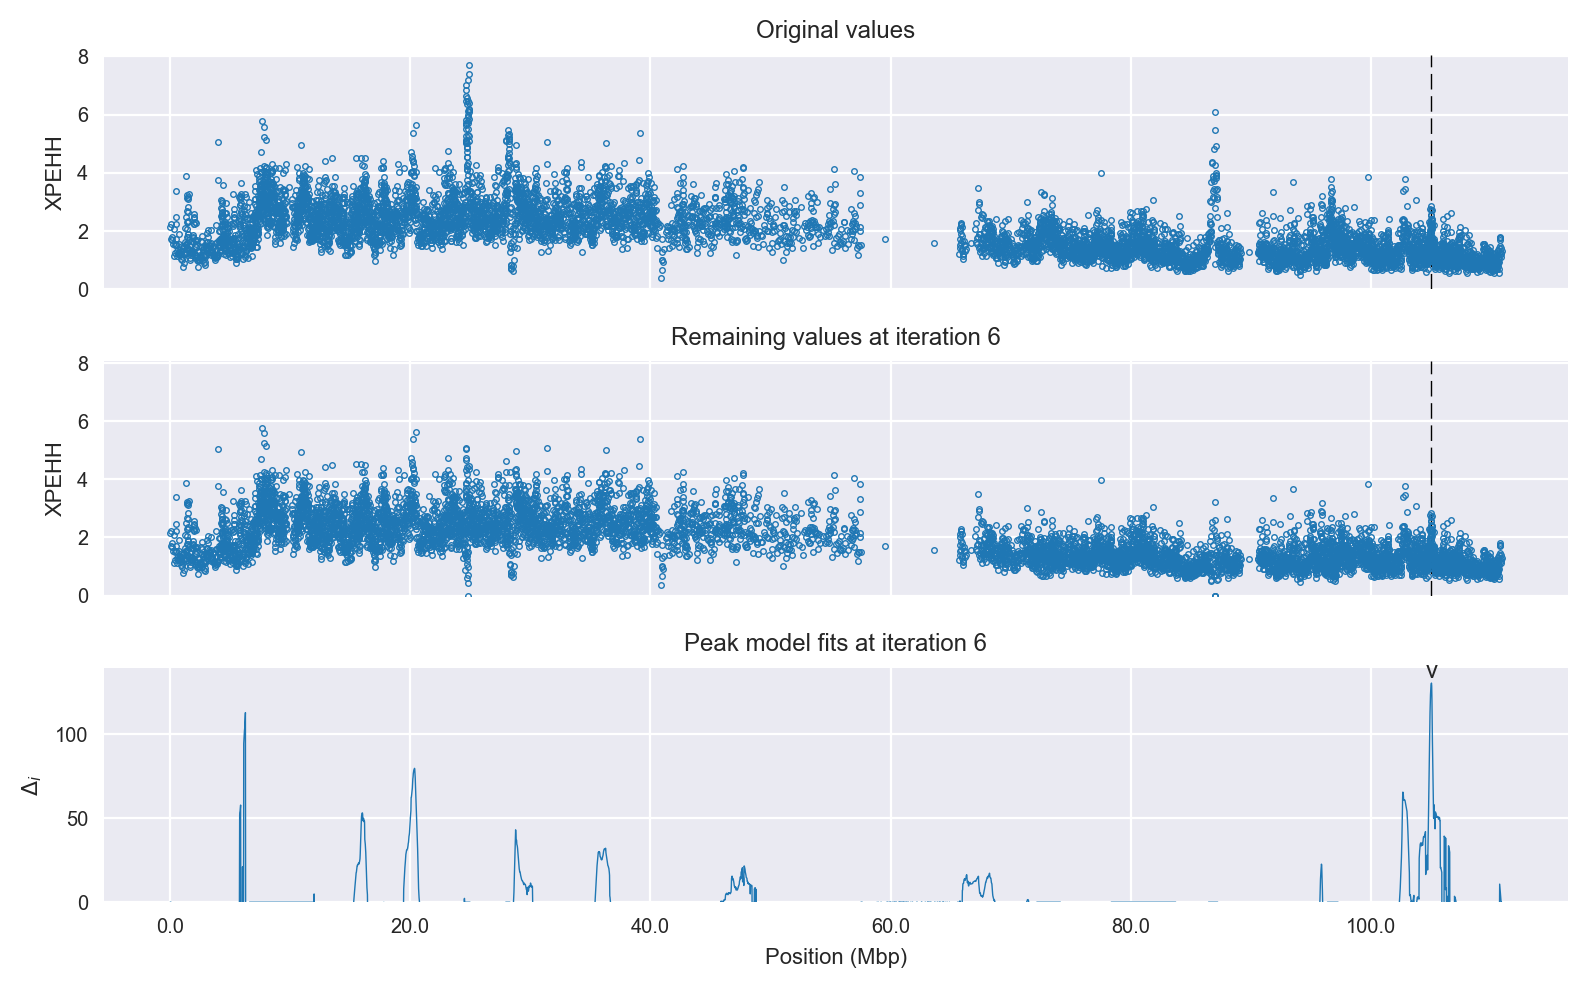 Original values
8
6
4
2
0
XPEHH
Remaining values at iteration 6
8
6
4
2
0
XPEHH
Peak model fits at iteration 6
v
100
50
0
Δi
0.0 20.0 40.0 60.0 80.0 100.0
Position (Mbp)